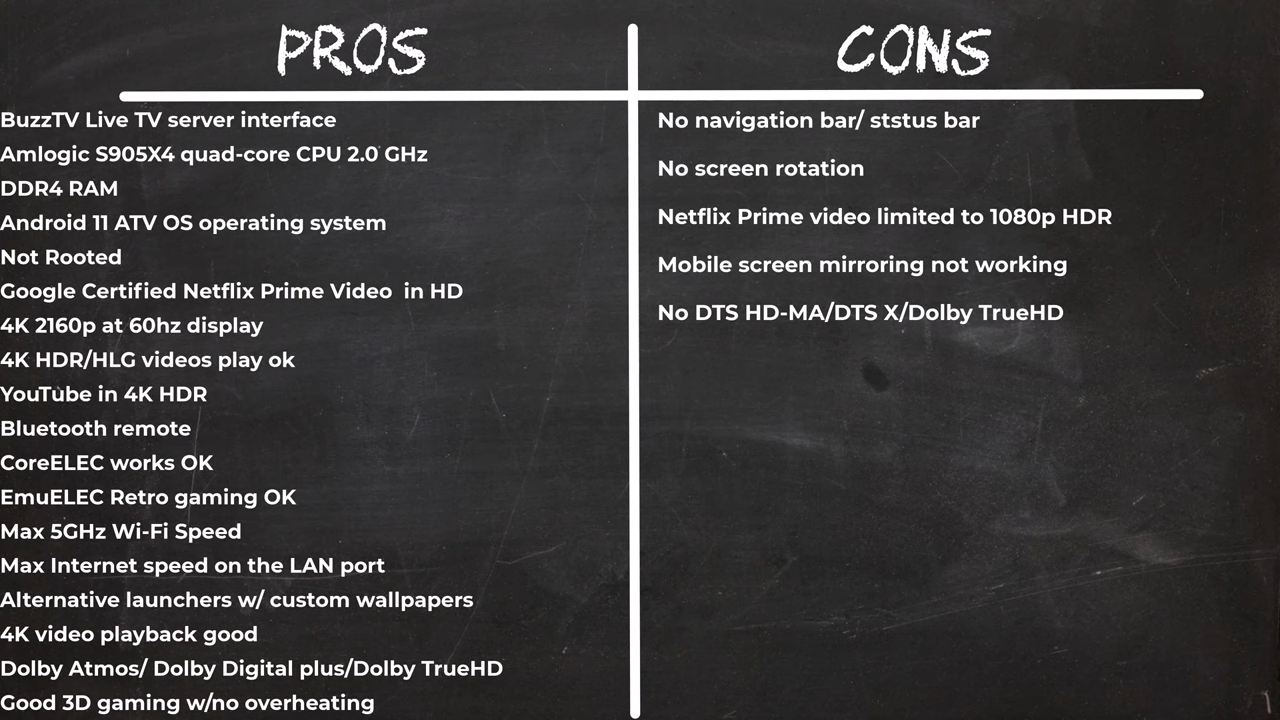 PROS
BuzzTV Live TV server interface
Amlogic S905X4 quad-core CPU 2.0 GHz
DDR4 RAM
Android 11 ATV OS operating system
Not Rooted
Google Certified Netflix Prime Video  in HD
4K 2160p at 60hz display
4K HDR/HLG videos play ok
YouTube in 4K HDR
Bluetooth remote
CoreELEC works OK
EmuELEC Retro gaming OK
Max 5GHz Wi-Fi Speed
Max Internet speed on the LAN port
Alternative launchers w/ custom wallpapers
4K video playback good
Dolby Atmos/ Dolby Digital plus/Dolby TrueHD
Good 3D gaming w/no overheating
CONS
No navigation bar/ ststus bar
No screen rotation
Netflix Prime video limited to 1080p HDR
Mobile screen mirroring not working
No DTS HD-MA/DTS X/Dolby TrueHD